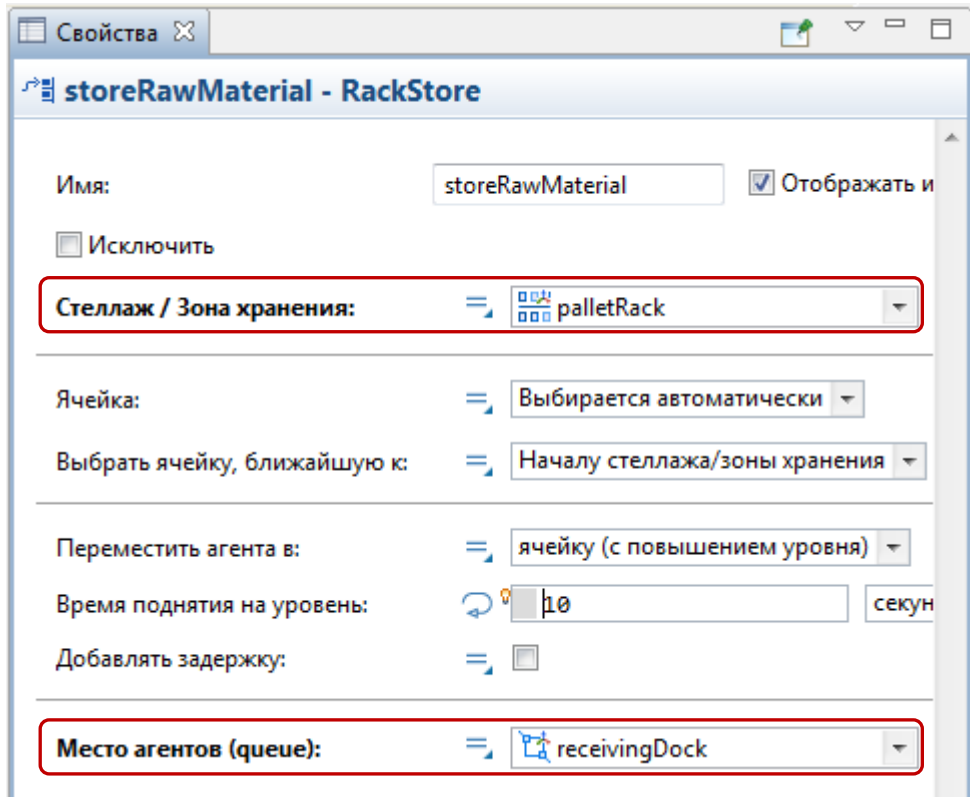 Свойства
storeRawMaterial - RackStore
Имя: storeRawMaterial Отображать и
Исключить
Стеллаж / Зона хранения: palletRack
Ячейка: Выбирается автоматически
Выбрать ячейку, ближайшую к: Началу стеллажа/зоны хранения
Переместить агента в: ячейку (с повышением уровня)
Время поднятия на уровень: 10 секун
Добавлять задержку:
Место агентов (queue): receivingDock